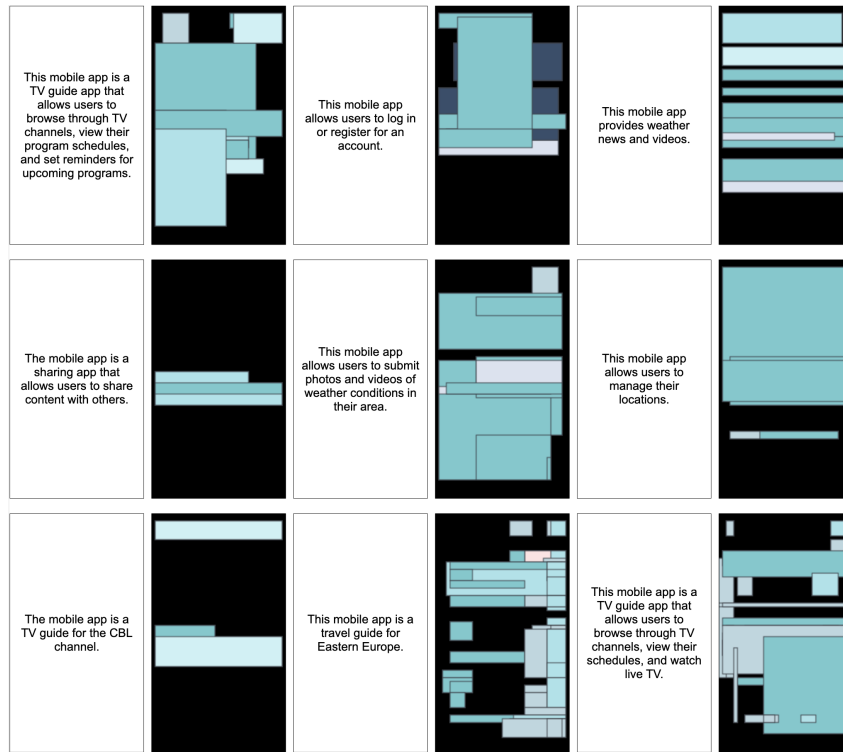 This mobile app is a
TV guide app that
allows users to
browse through TV
channels, view their
program schedules,
and set reminders for
upcoming programs.
This mobile app
allows users to log in
or register for an
account.
This mobile app
provides weather
news and videos.
The mobile app is a
sharing app that
allows users to share
content with others.
This mobile app
allows users to submit
photos and videos of
weather conditions in
their area.
This mobile app
allows users to
manage their
locations.
The mobile app is a
TV guide for the CBL
channel.
This mobile app is a
travel guide for
Eastern Europe.
This mobile app is a
TV guide app that
allows users to
browse through TV
channels, view their
schedules, and watch
live TV.